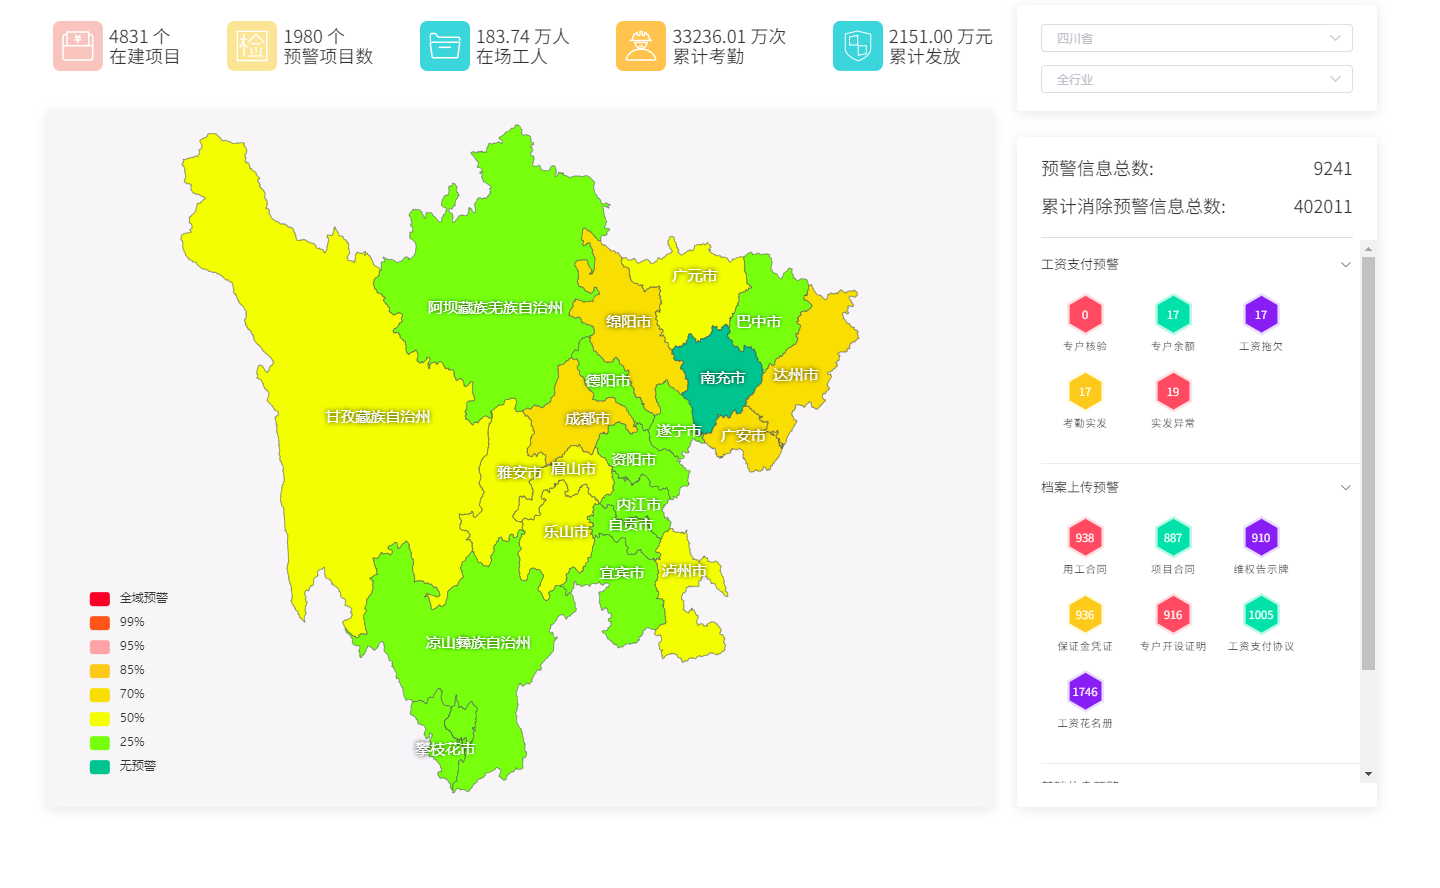 4831 个
在建项目
1980 个
预警项目数
183.74 万人
在场工人
33236.01 万次
累计考勤
2151.00 万元
累计发放
四川省
全行业
预警信息总数: 9241
累计消除预警信息总数: 402011
工资支付预警
0
专户核验
17
专户余额
17
工资拖欠
17
考勤实发
19
实发异常
档案上传预警
938
用工合同
887
项目合同
910
维权告示牌
936
保证金凭证
916
专户开设证明
1005
工资支付协议
1746
工资花名册
广元市
阿坝藏族羌族自治州
绵阳市
巴中市
德阳市
南充市
达州市
甘孜藏族自治州
成都市
遂宁市
广安市
资阳市
雅安市
眉山市
内江市
自贡市
乐山市
宜宾市
泸州市
凉山彝族自治州
攀枝花市
全域预警
99%
95%
85%
70%
50%
25%
无预警